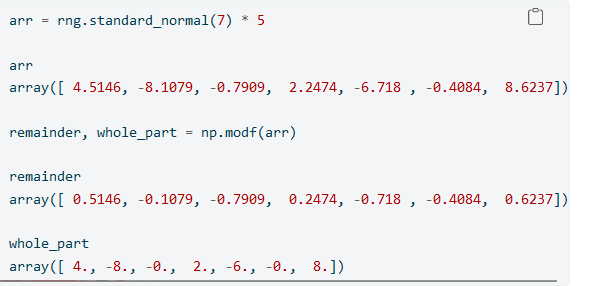 arr = rng.standard_normal(7) * 5
arr
array([ 4.5146, -8.1079, -0.7909,  2.2474, -6.718 , -0.4084,  8.6237])
remainder, whole_part = np.modf(arr)
remainder
array([ 0.5146, -0.1079, -0.7909,  0.2474, -0.718 , -0.4084,  0.6237])
whole_part
array([ 4., -8., -0.,  2., -6., -0.,  8.])